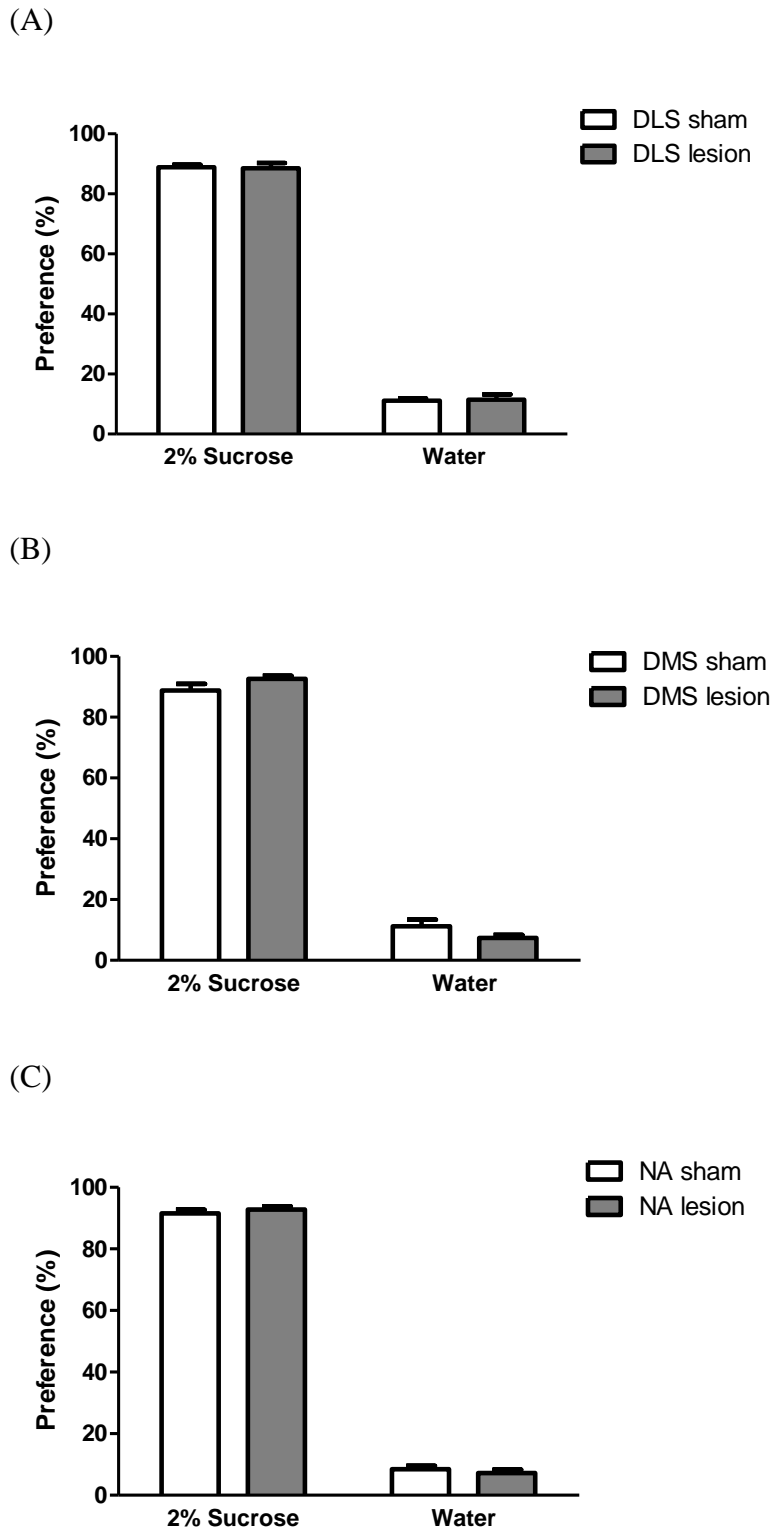 (A)
DLS sham
DLS lesion
100
80
60
40
20
0
Preference (%)
2% Sucrose Water
(B)
DMS sham
DMS lesion
100
80
60
40
20
0
Preference (%)
2% Sucrose Water
(C)
NA sham
NA lesion
100
80
60
40
20
0
Preference (%)
2% Sucrose Water